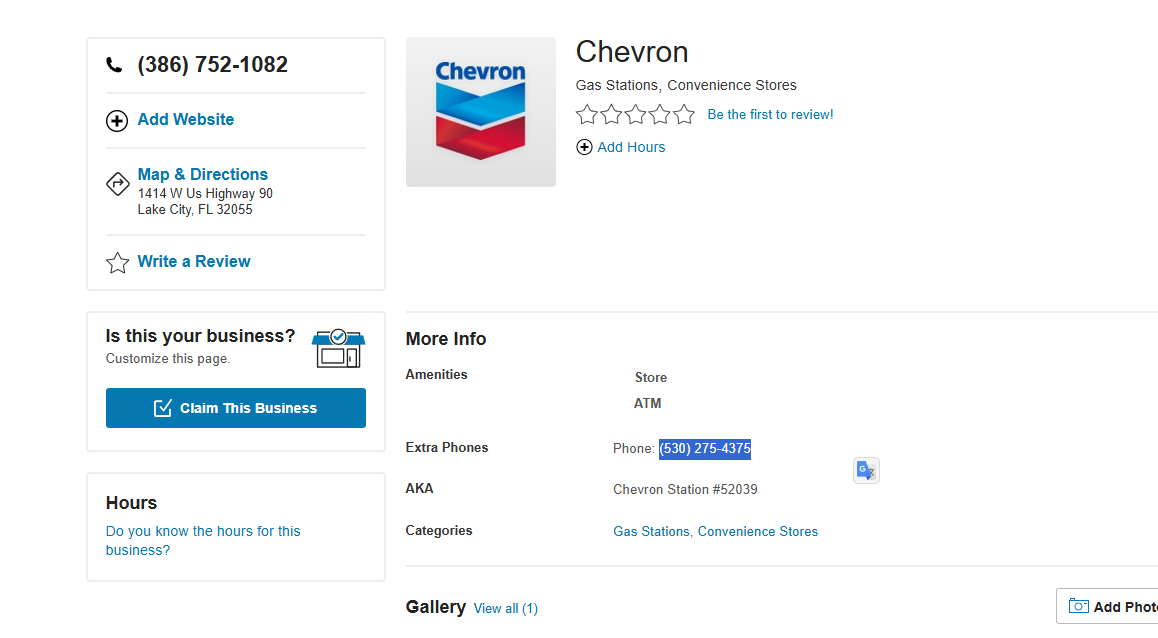 (386) 752-1082
Add Website
Map & Directions
1414 W Us Highway 90
Lake City, FL 32055
Write a Review
Is this your business?
Customize this page.
Claim This Business
Hours
Do you know the hours for this
business?
Chevron
Chevron
Gas Stations, Convenience Stores
Be the first to review!
Add Hours
More Info
Amenities
Store
ATM
Extra Phones
Phone: (530) 275-4375
G
AKA
Chevron Station #52039
Categories
Gas Stations, Convenience Stores
Gallery View all (1)
Add Phot